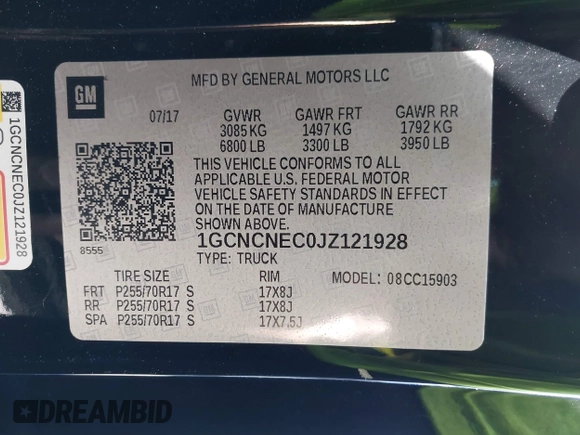 MFD BY GENERAL MOTORS LLC
GM
07/17 GVWR GAWR FRT GAWR RR
3085 KG 1497 KG 1792 KG
6800 LB 3300 LB 3950 LB
THIS VEHICLE CONFORMS TO ALL
APPLICABLE U.S. FEDERAL MOTOR
VEHICLE SAFETY STANDARDS IN EFFECT
ON THE DATE OF MANUFACTURE
SHOWN ABOVE.
8555
1GCNCNEC0JZ121928
TYPE: TRUCK
TIRE SIZE RIM MODEL: 08CC15903
FRT P255/70R17 S 17X8J
RR P255/70R17 S 17X8J
SPA P255/70R17 S 17X7.5J
1GCNCNEC0JZ121928
DREAMBID